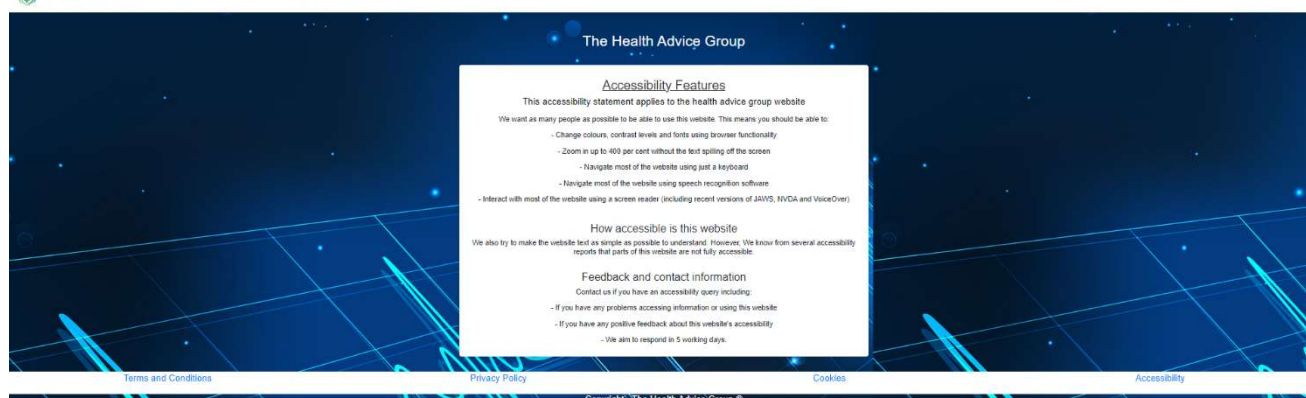 The Health Advice Group
Accessibility Features
This accessibility statement applies to the health advice group website
We want as many people as possible to be able to use this website. This means you should be able to:
- Change colours, contrast levels and fonts using browser functionality
- Zoom in up to 400 per cent without the text spilling off the screen
- Navigate most of the website using just a keyboard
- Navigate most of the website using speech recognition software
- Interact with most of the website using a screen reader (including recent versions of JAWS, NVDA and VoiceOver)
How accessible is this website
We also try to make the website text as simple as possible to understand. However, We know from several accessibility
reports that parts of this website are not fully accessible.
Feedback and contact information
Contact us if you have an accessibility query including:
- If you have any problems accessing information or using this website
- If you have any positive feedback about this website's accessibility
- We aim to respond in 5 working days.
Terms and Conditions Privacy Policy Cookies Accessibility
Copyright: The Health Advice Group ©